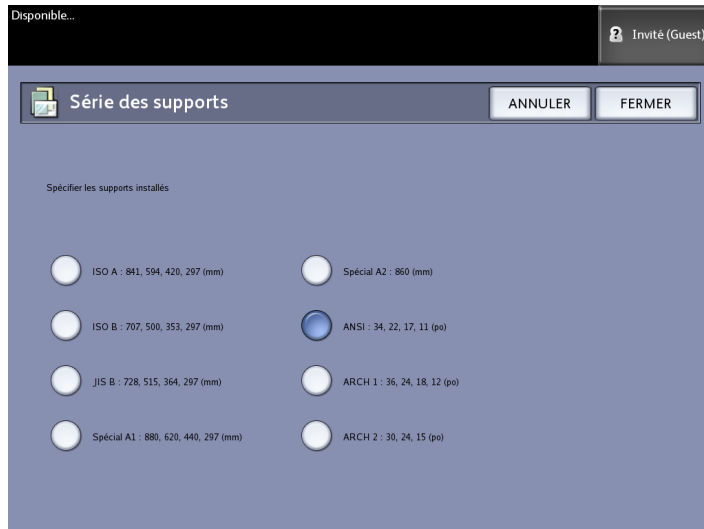 Disponible...
Invité (Guest)
Série des supports
ANNULER
FERMER
Spécifier les supports installés
ISO A : 841, 594, 420, 297 (mm)
ISO B : 707, 500, 353, 297 (mm)
JIS B : 728, 515, 364, 297 (mm)
Spécial A1 : 880, 620, 440, 297 (mm)
Spécial A2 : 860 (mm)
ANSI : 34, 22, 17, 11 (po)
ARCH 1 : 36, 24, 18, 12 (po)
ARCH 2 : 30, 24, 15 (po)